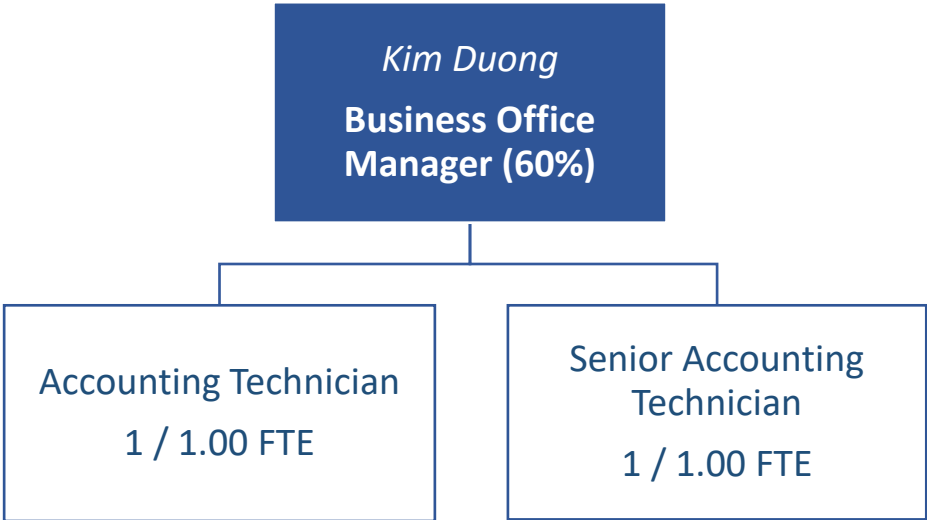 Kim Duong
Business Office
Manager (60%)
Accounting Technician
1 / 1.00 FTE
Senior Accounting
Technician
1 / 1.00 FTE